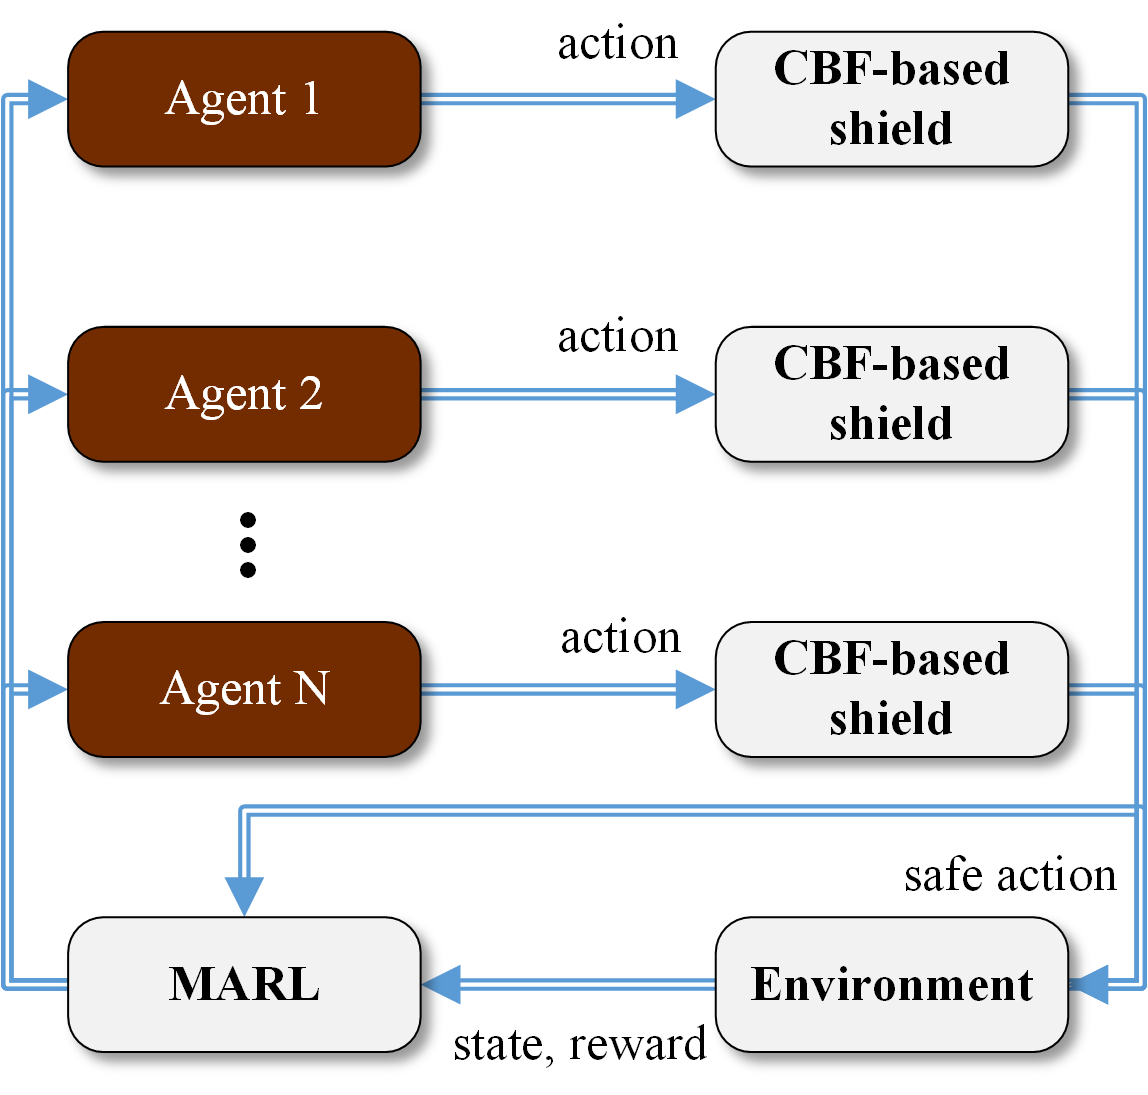 action
Agent 1
CBF-based
shield
action
Agent 2
CBF-based
shield
action
Agent N
CBF-based
shield
safe action
MARL
Environment
state, reward